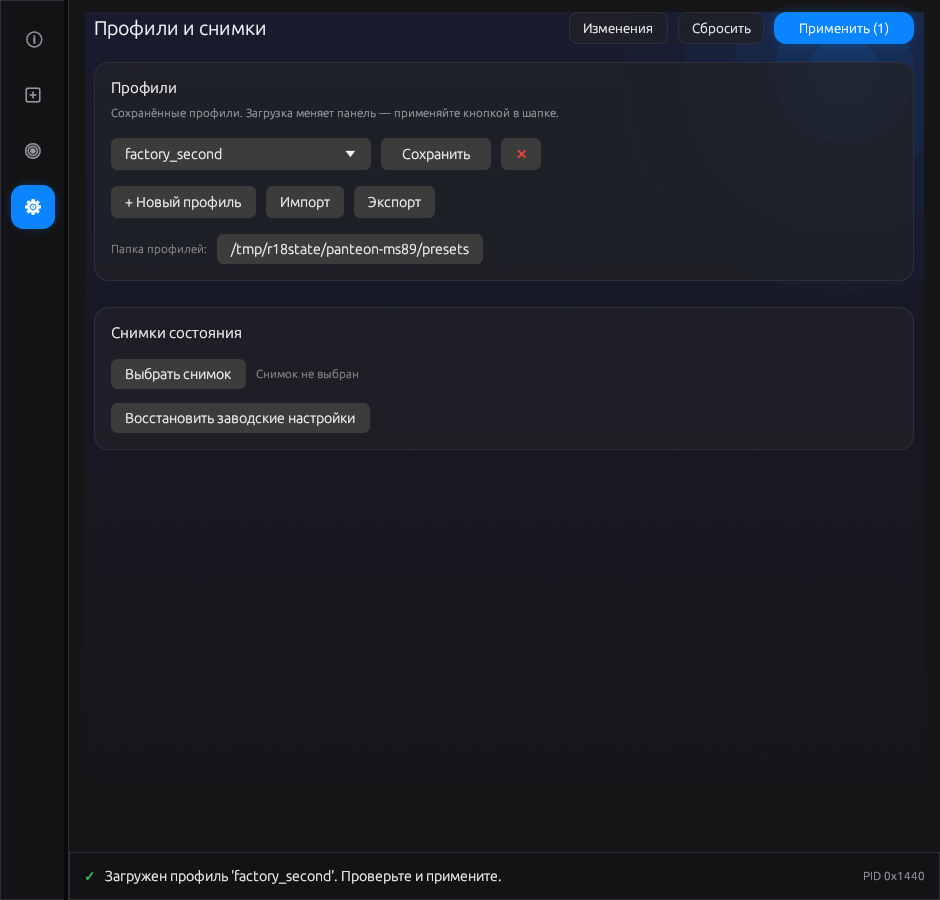 Профили и снимки
Изменения
Сбросить
Применить (1)
Профили
Сохранённые профили. Загрузка меняет панель — применяйте кнопкой в шапке.
factory_second
Сохранить
+ Новый профиль
Импорт
Экспорт
Папка профилей:
/tmp/r18state/panteon-ms89/presets
Снимки состояния
Выбрать снимок
Снимок не выбран
Восстановить заводские настройки
✓ Загружен профиль 'factory_second'. Проверьте и примените.
PID 0x1440